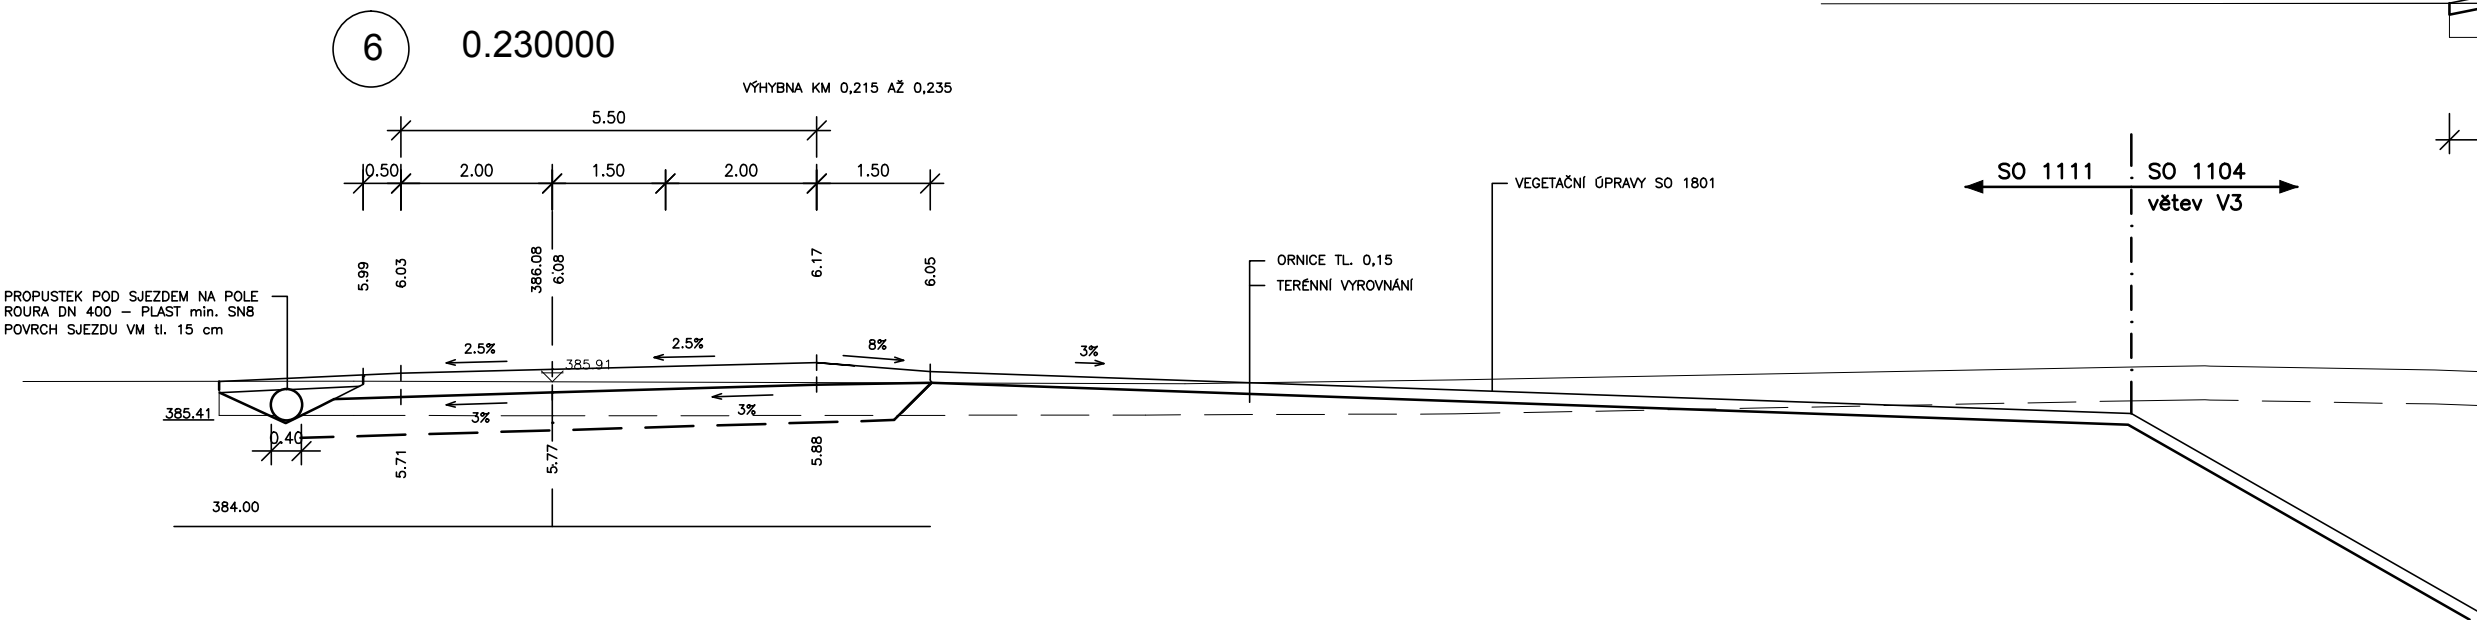 6 0.230000
VÝHYBNA KM 0,215 AŽ 0,235
5.50
0.50 2.00 1.50 2.00 1.50
SO 1111 SO 1104
větev V3
VEGETAČNÍ ÚPRAVY SO 1801
5.99 6.03 386.08 6.08 6.17 6.05
ORNICE TL. 0,15
TERÉNNÍ VYROVNÁNÍ
PROPUSTEK POD SJEZDEM NA POLE
ROURA DN 400 – PLAST min. SN8
POVRCH SJEZDU VM tl. 15 cm
2.5% 2.5% 8% 3%
385.91
385.41 3% 3%
0.40
5.71 5.77 5.88
384.00